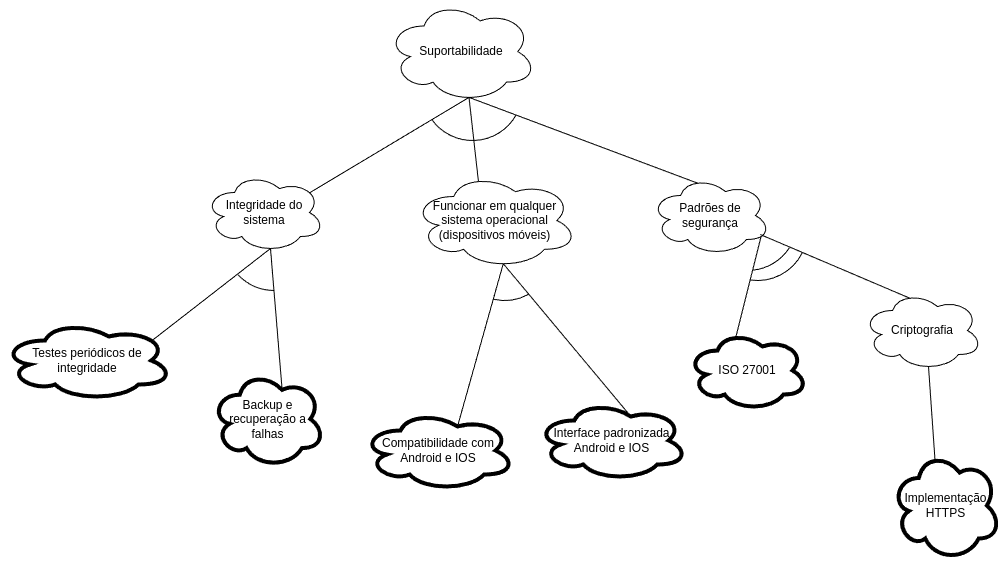 Suportabilidade
Integridade do
sistema
Funcionar em qualquer
sistema operacional
(dispositivos móveis)
Padrões de
segurança
Testes periódicos de
integridade
Backup e
recuperação a
falhas
Compatibilidade com
Android e IOS
Interface padronizada
Android e IOS
ISO 27001
Criptografia
Implementação
HTTPS